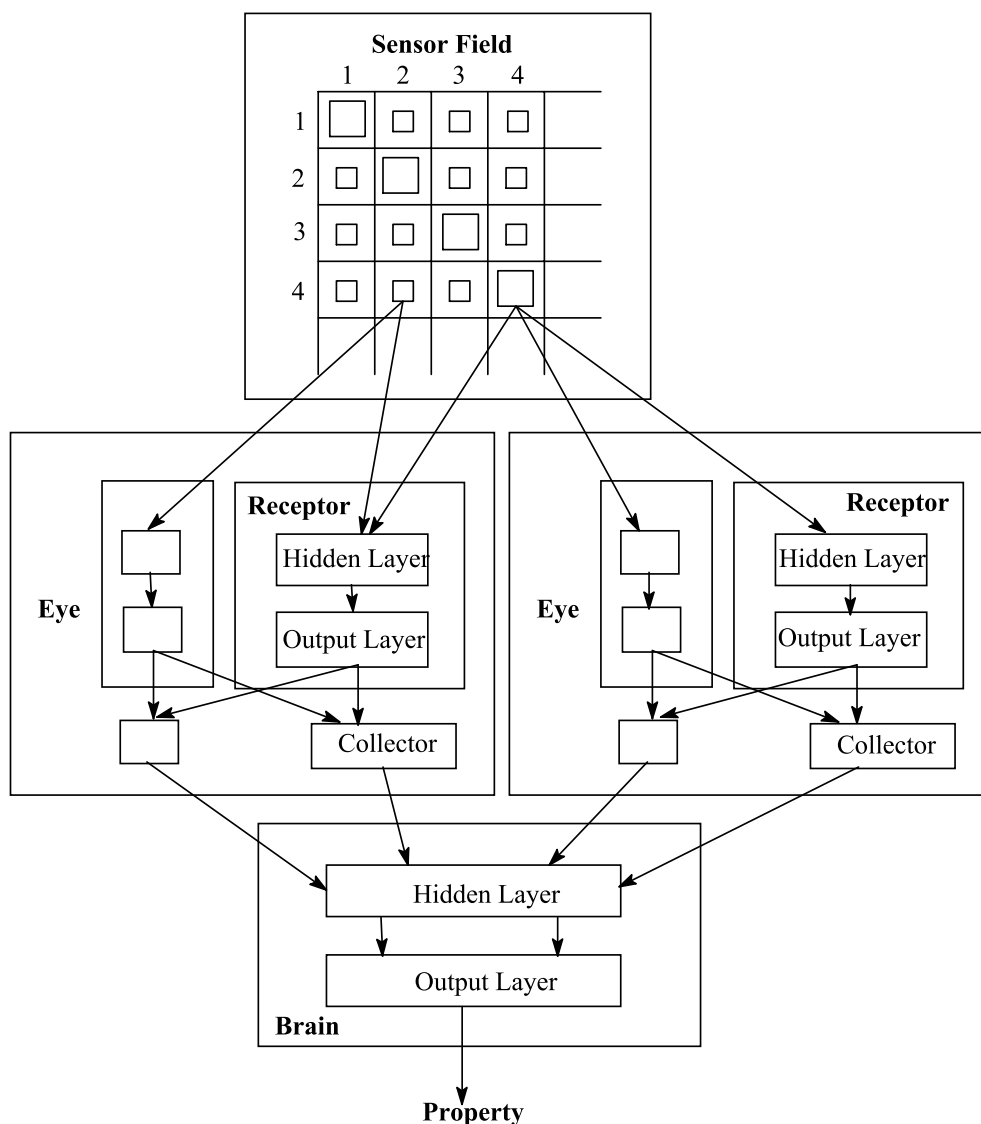 Sensor Field
1 2 3 4
1
2
3
4
Receptor
Hidden Layer
Eye
Output Layer
Collector
Receptor
Hidden Layer
Eye
Output Layer
Collector
Hidden Layer
Output Layer
Brain
Property